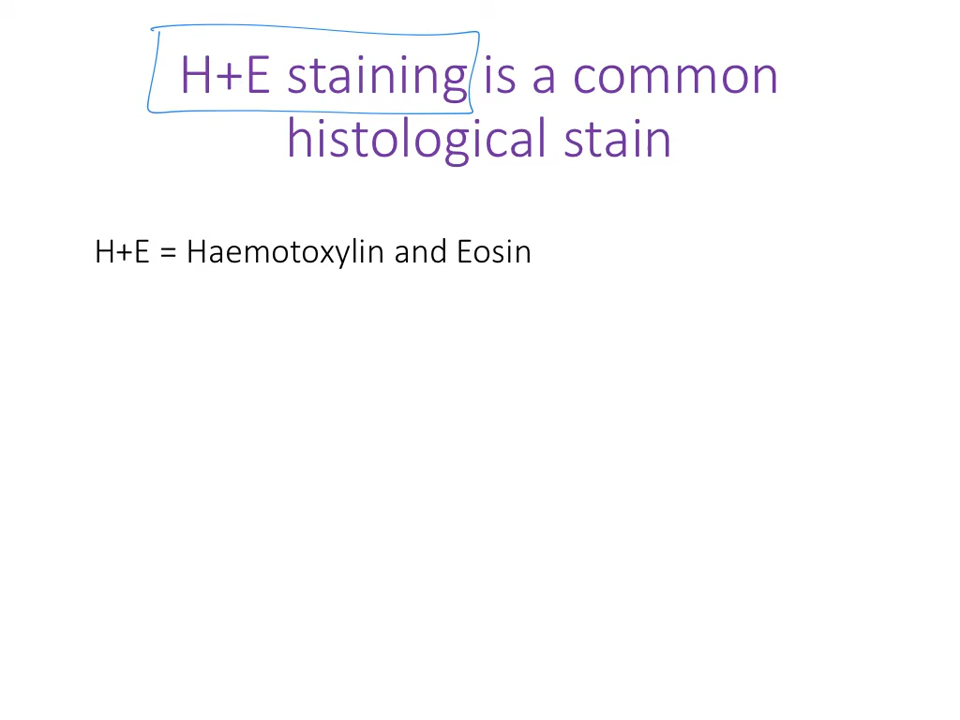 H+E staining is a common
histological stain
H+E = Haemotoxylin and Eosin